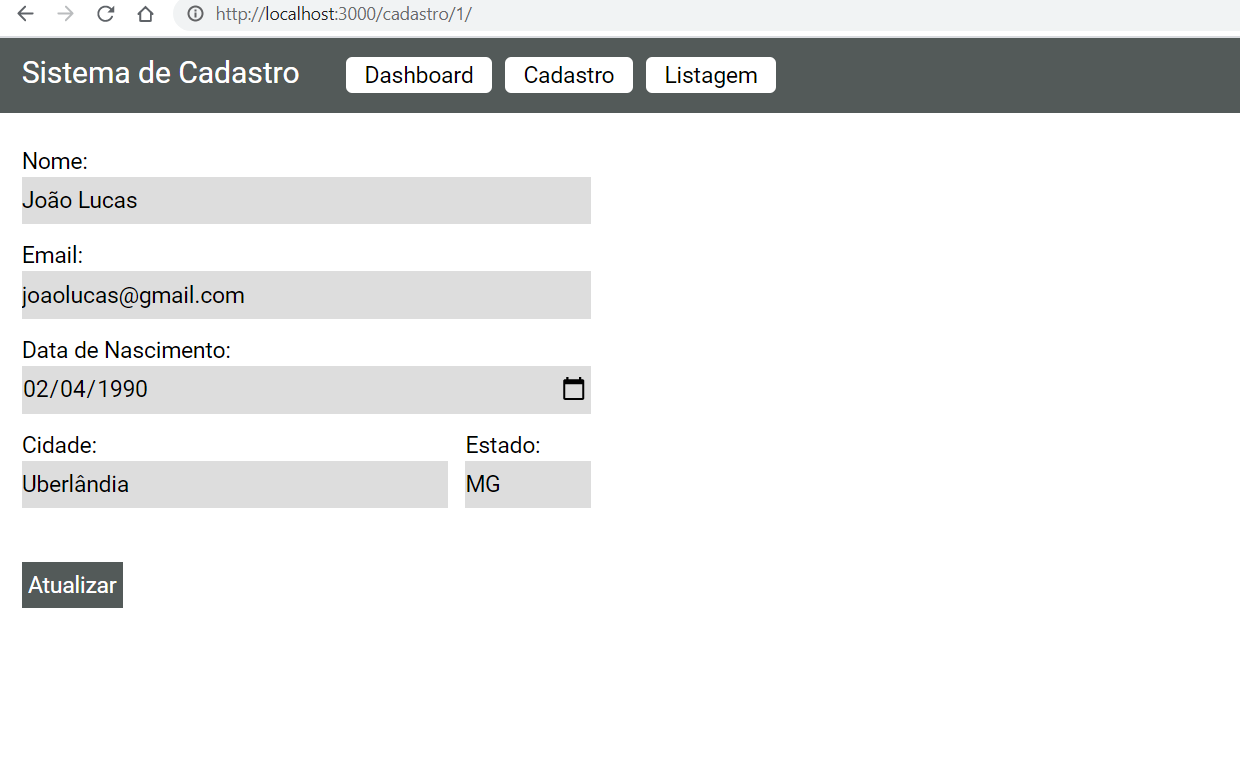 http://localhost:3000/cadastro/1/
Sistema de Cadastro Dashboard Cadastro Listagem
Nome:
João Lucas
Email:
joaolucas@gmail.com
Data de Nascimento:
02/04/1990
Cidade: Estado:
Uberlândia MG
Atualizar